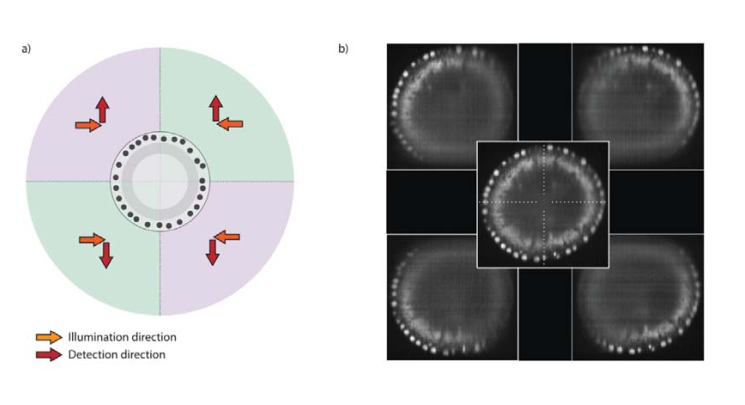 a)
b)
Illumination direction
Detection direction